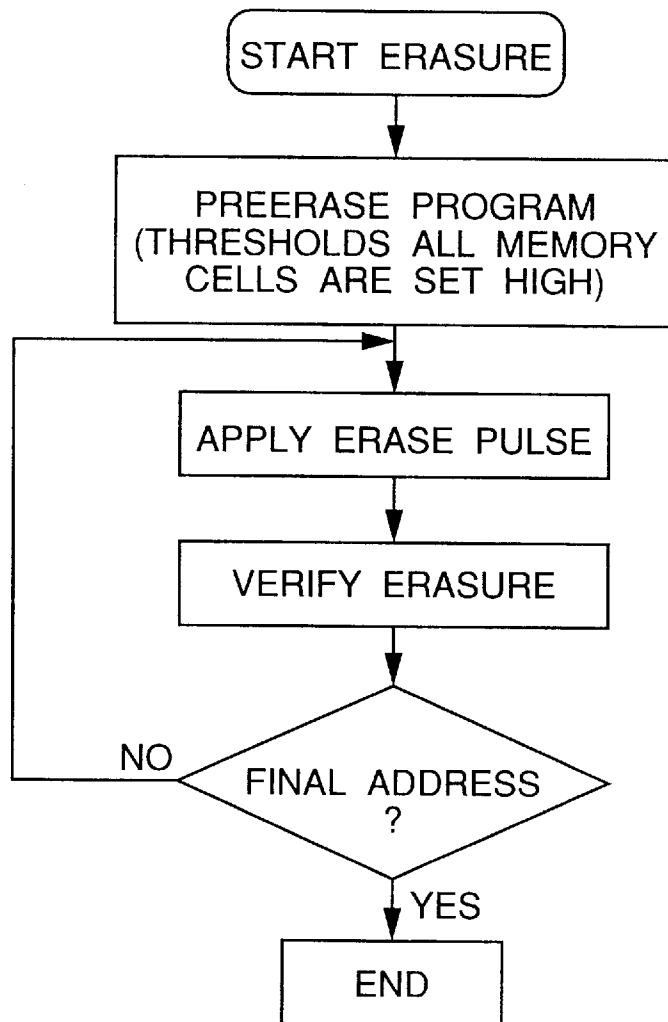 START ERASURE
PREERASE PROGRAM
(THRESHOLDS ALL MEMORY
CELLS ARE SET HIGH)
APPLY ERASE PULSE
VERIFY ERASURE
NO
FINAL ADDRESS
?
YES
END